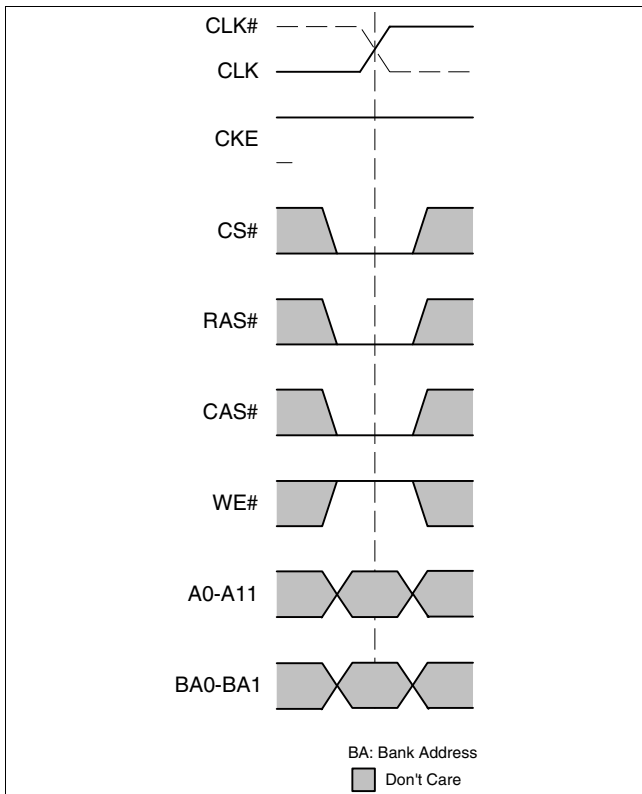 CLK#
CLK
CKE
CS#
RAS#
CAS#
WE#
A0-A11
BA0-BA1
BA: Bank Address
Don't Care